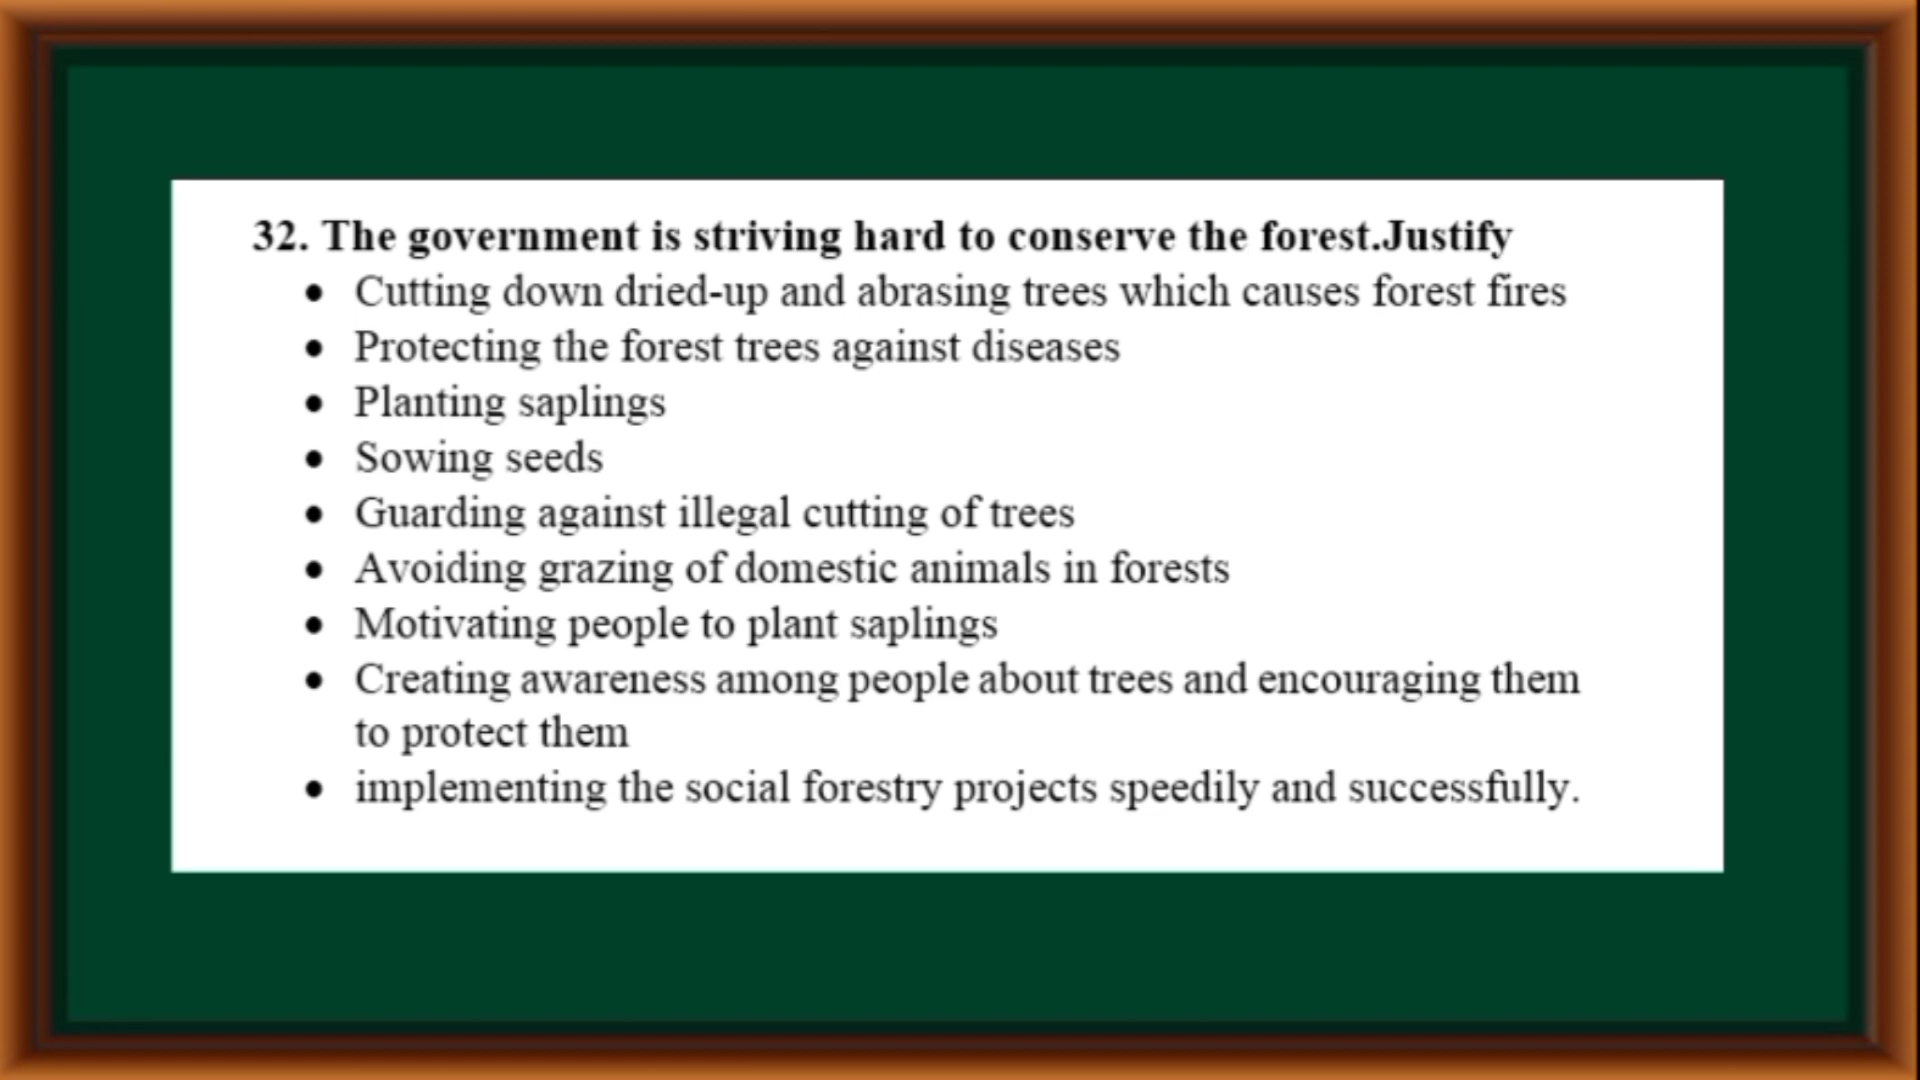 32. The government is striving hard to conserve the forest.Justify
• Cutting down dried-up and abrasing trees which causes forest fires
• Protecting the forest trees against diseases
• Planting saplings
• Sowing seeds
• Guarding against illegal cutting of trees
• Avoiding grazing of domestic animals in forests
• Motivating people to plant saplings
• Creating awareness among people about trees and encouraging them
to protect them
• implementing the social forestry projects speedily and successfully.